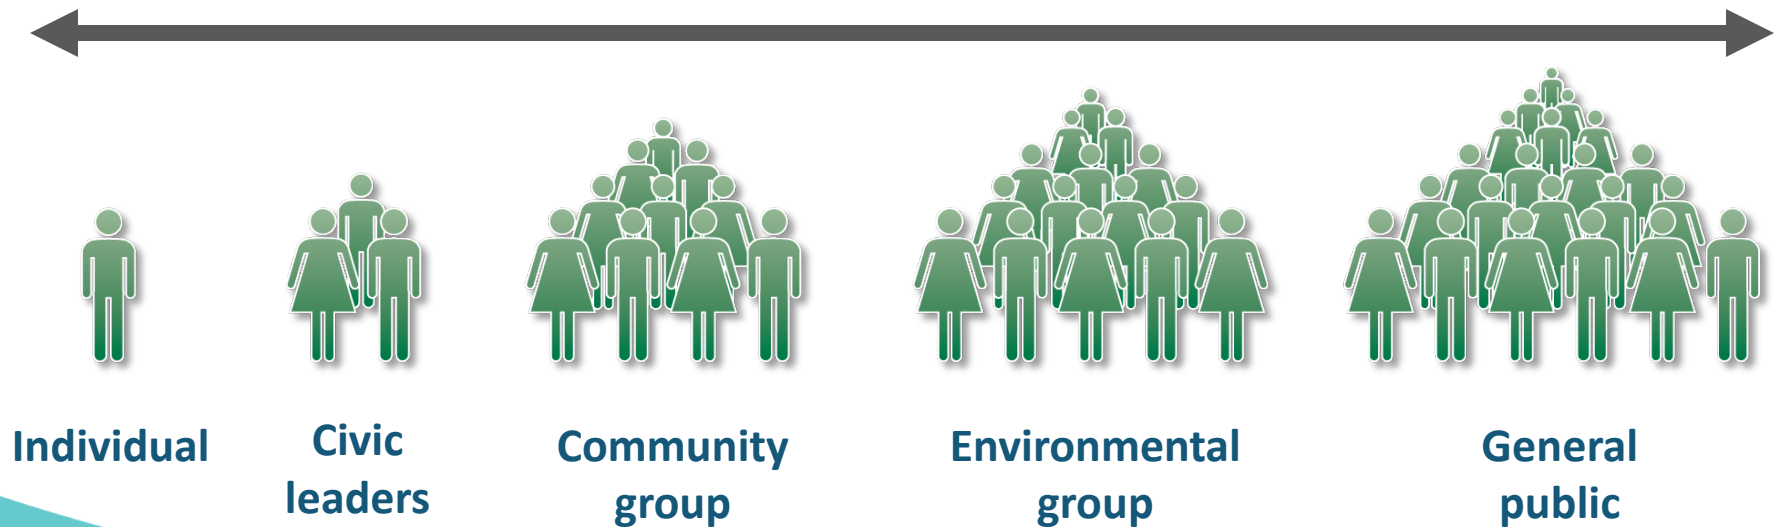 Individual
Civic
leaders
Community
group
Environmental
group
General
public